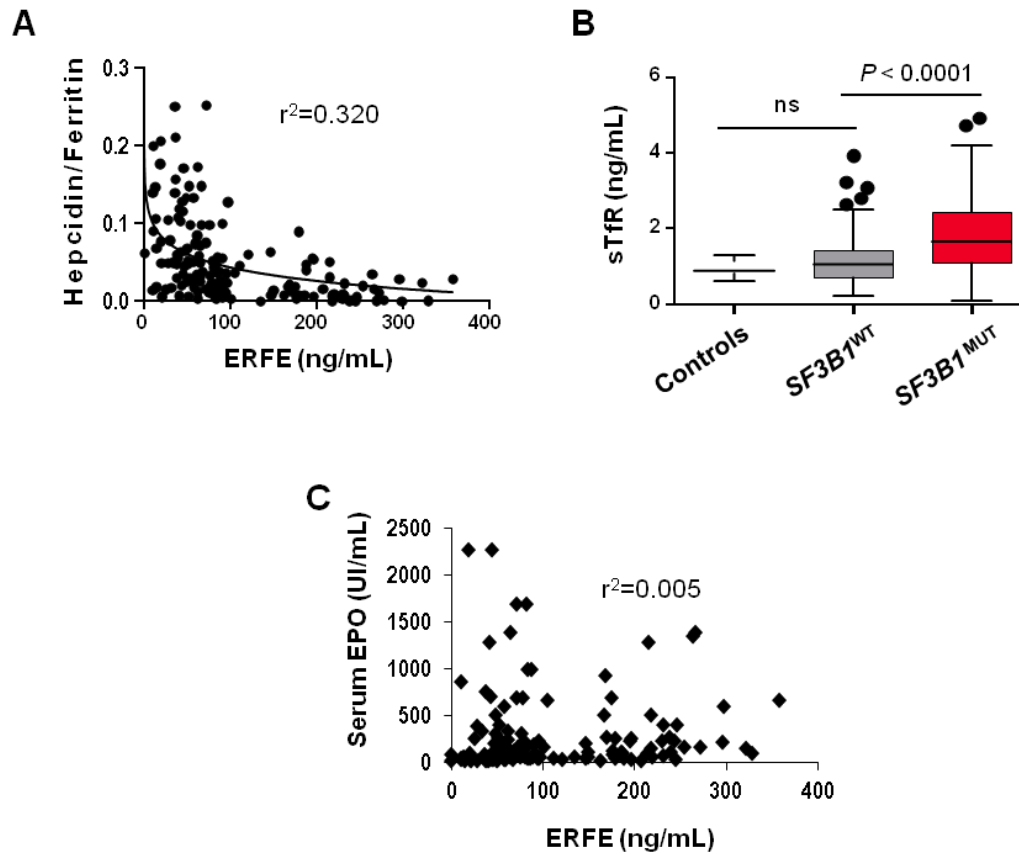 A
0.3
0.2
0.1
0.0
Hepcidin/Ferritin
r²=0.320
0 100 200 300 400
ERFE (ng/mL)
B
6
4
2
0
sTfR (ng/mL)
ns
P < 0.0001
Controls
SF3B1WT
SF3B1MUT
C
2500
2000
1500
1000
500
0
Serum EPO (UI/mL)
r²=0.005
0 100 200 300 400
ERFE (ng/mL)